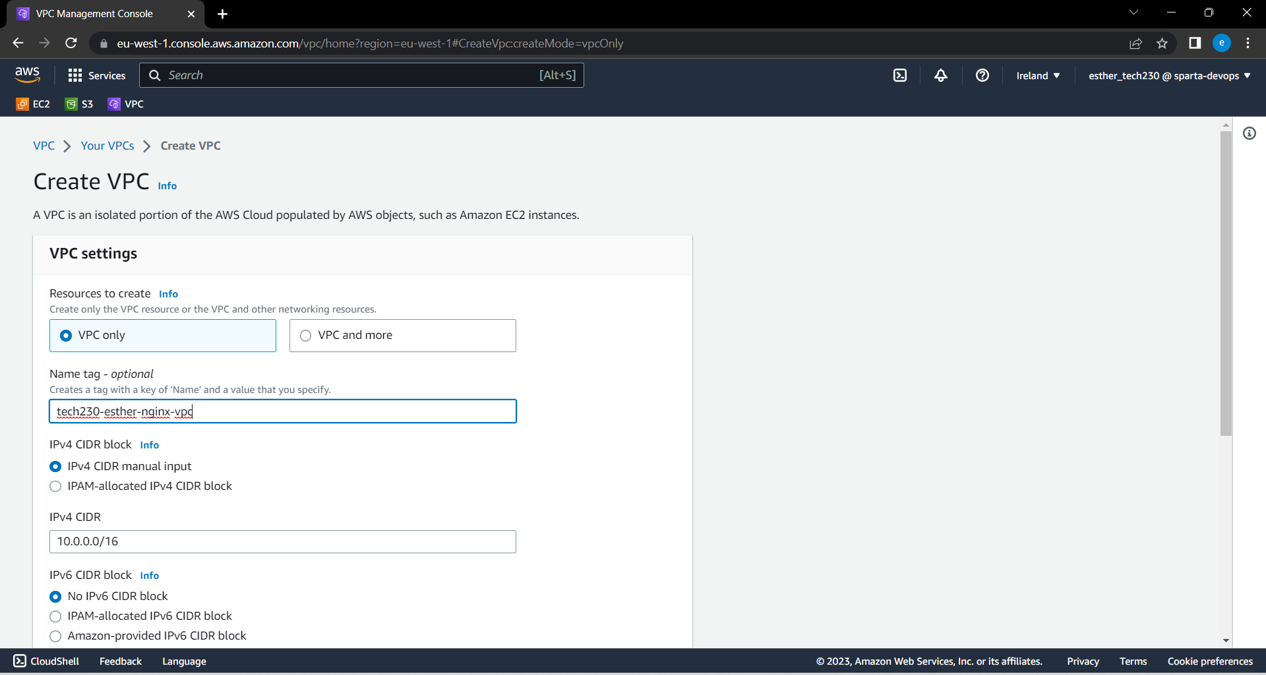 VPC Management Console
eu-west-1.console.aws.amazon.com/vpc/home?region=eu-west-1#CreateVpc:createMode=vpcOnly
e
aws
Services
Search
[Alt+S]
Ireland
esther_tech230 @ sparta-devops
EC2
S3
VPC
VPC
Your VPCs
Create VPC
Create VPC Info
A VPC is an isolated portion of the AWS Cloud populated by AWS objects, such as Amazon EC2 instances.
VPC settings
Resources to create Info
Create only the VPC resource or the VPC and other networking resources.
VPC only
VPC and more
Name tag - optional
Creates a tag with a key of 'Name' and a value that you specify.
tech230-esther-nginx-vpc
IPv4 CIDR block Info
IPv4 CIDR manual input
IPAM-allocated IPv4 CIDR block
IPv4 CIDR
10.0.0.0/16
IPv6 CIDR block Info
No IPv6 CIDR block
IPAM-allocated IPv6 CIDR block
Amazon-provided IPv6 CIDR block
CloudShell
Feedback
Language
© 2023, Amazon Web Services, Inc. or its affiliates.
Privacy
Terms
Cookie preferences